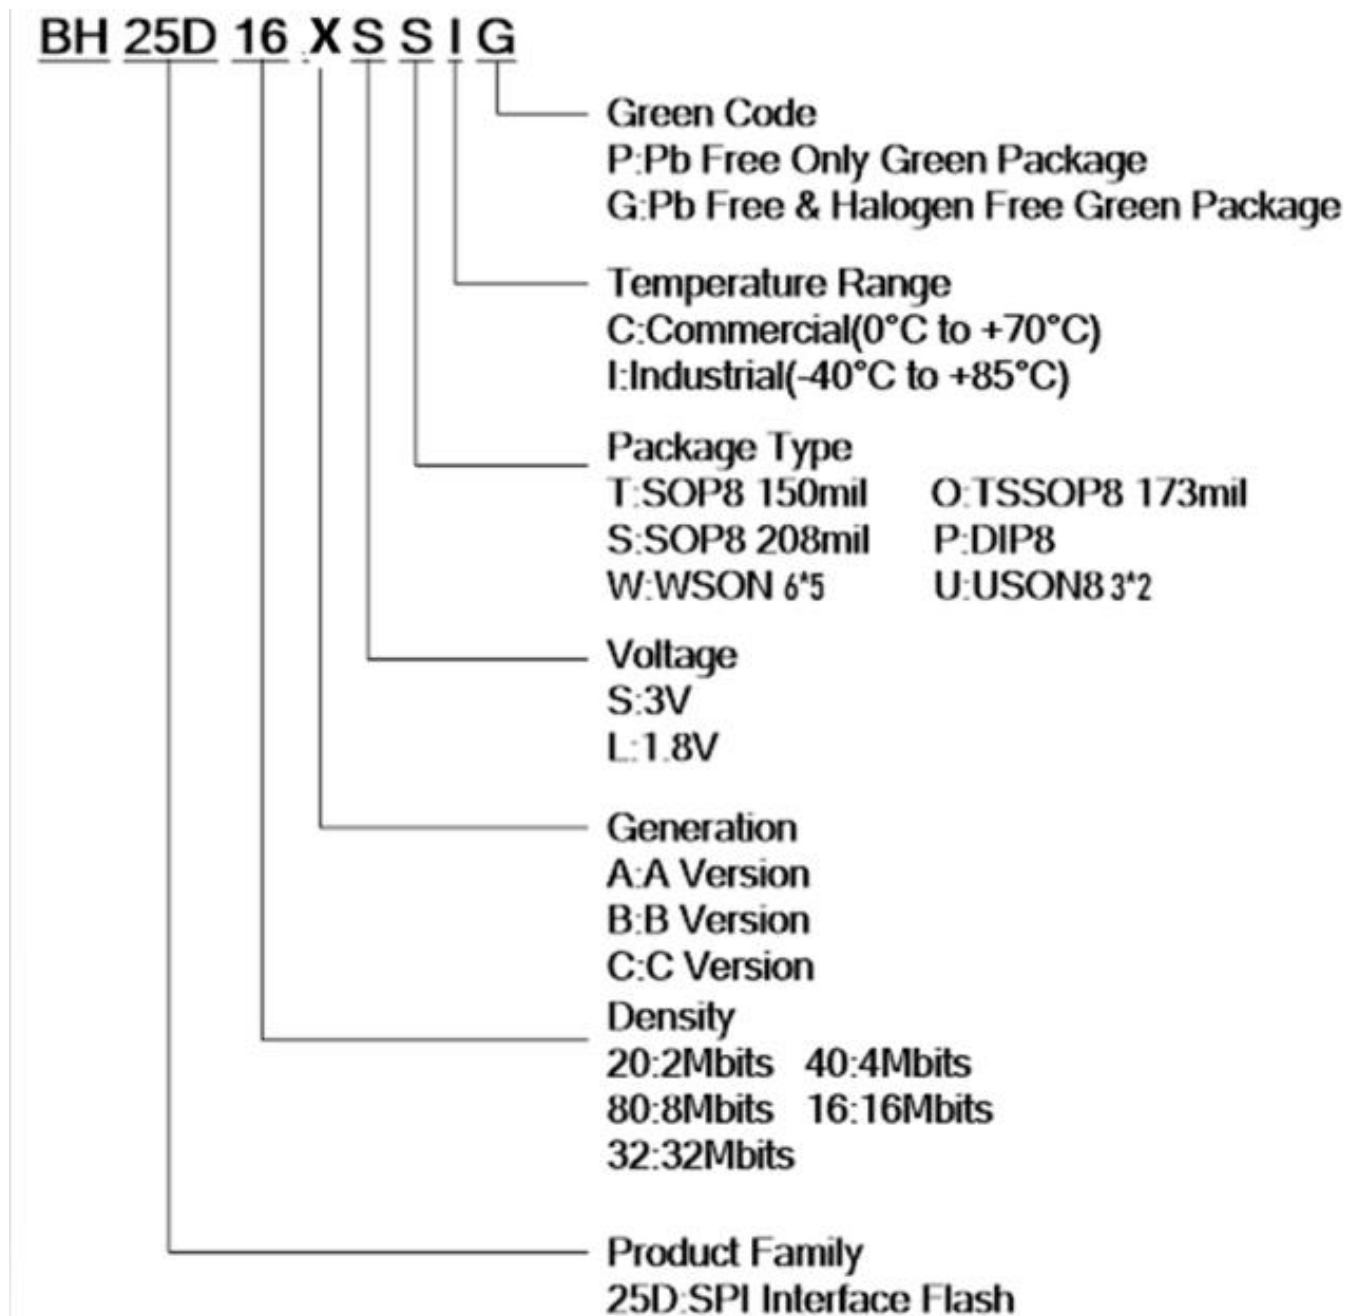 BH 25D 16 X S S I G
Green Code
P:Pb Free Only Green Package
G:Pb Free & Halogen Free Green Package
Temperature Range
C:Commercial(0°C to +70°C)
I:Industrial(-40°C to +85°C)
Package Type
T:SOP8 150mil O:TSSOP8 173mil
S:SOP8 208mil P:DIP8
W:WSON 6*5 U:USON8 3*2
Voltage
S:3V
L:1.8V
Generation
A:A Version
B:B Version
C:C Version
Density
20:2Mbits 40:4Mbits
80:8Mbits 16:16Mbits
32:32Mbits
Product Family
25D:SPI Interface Flash